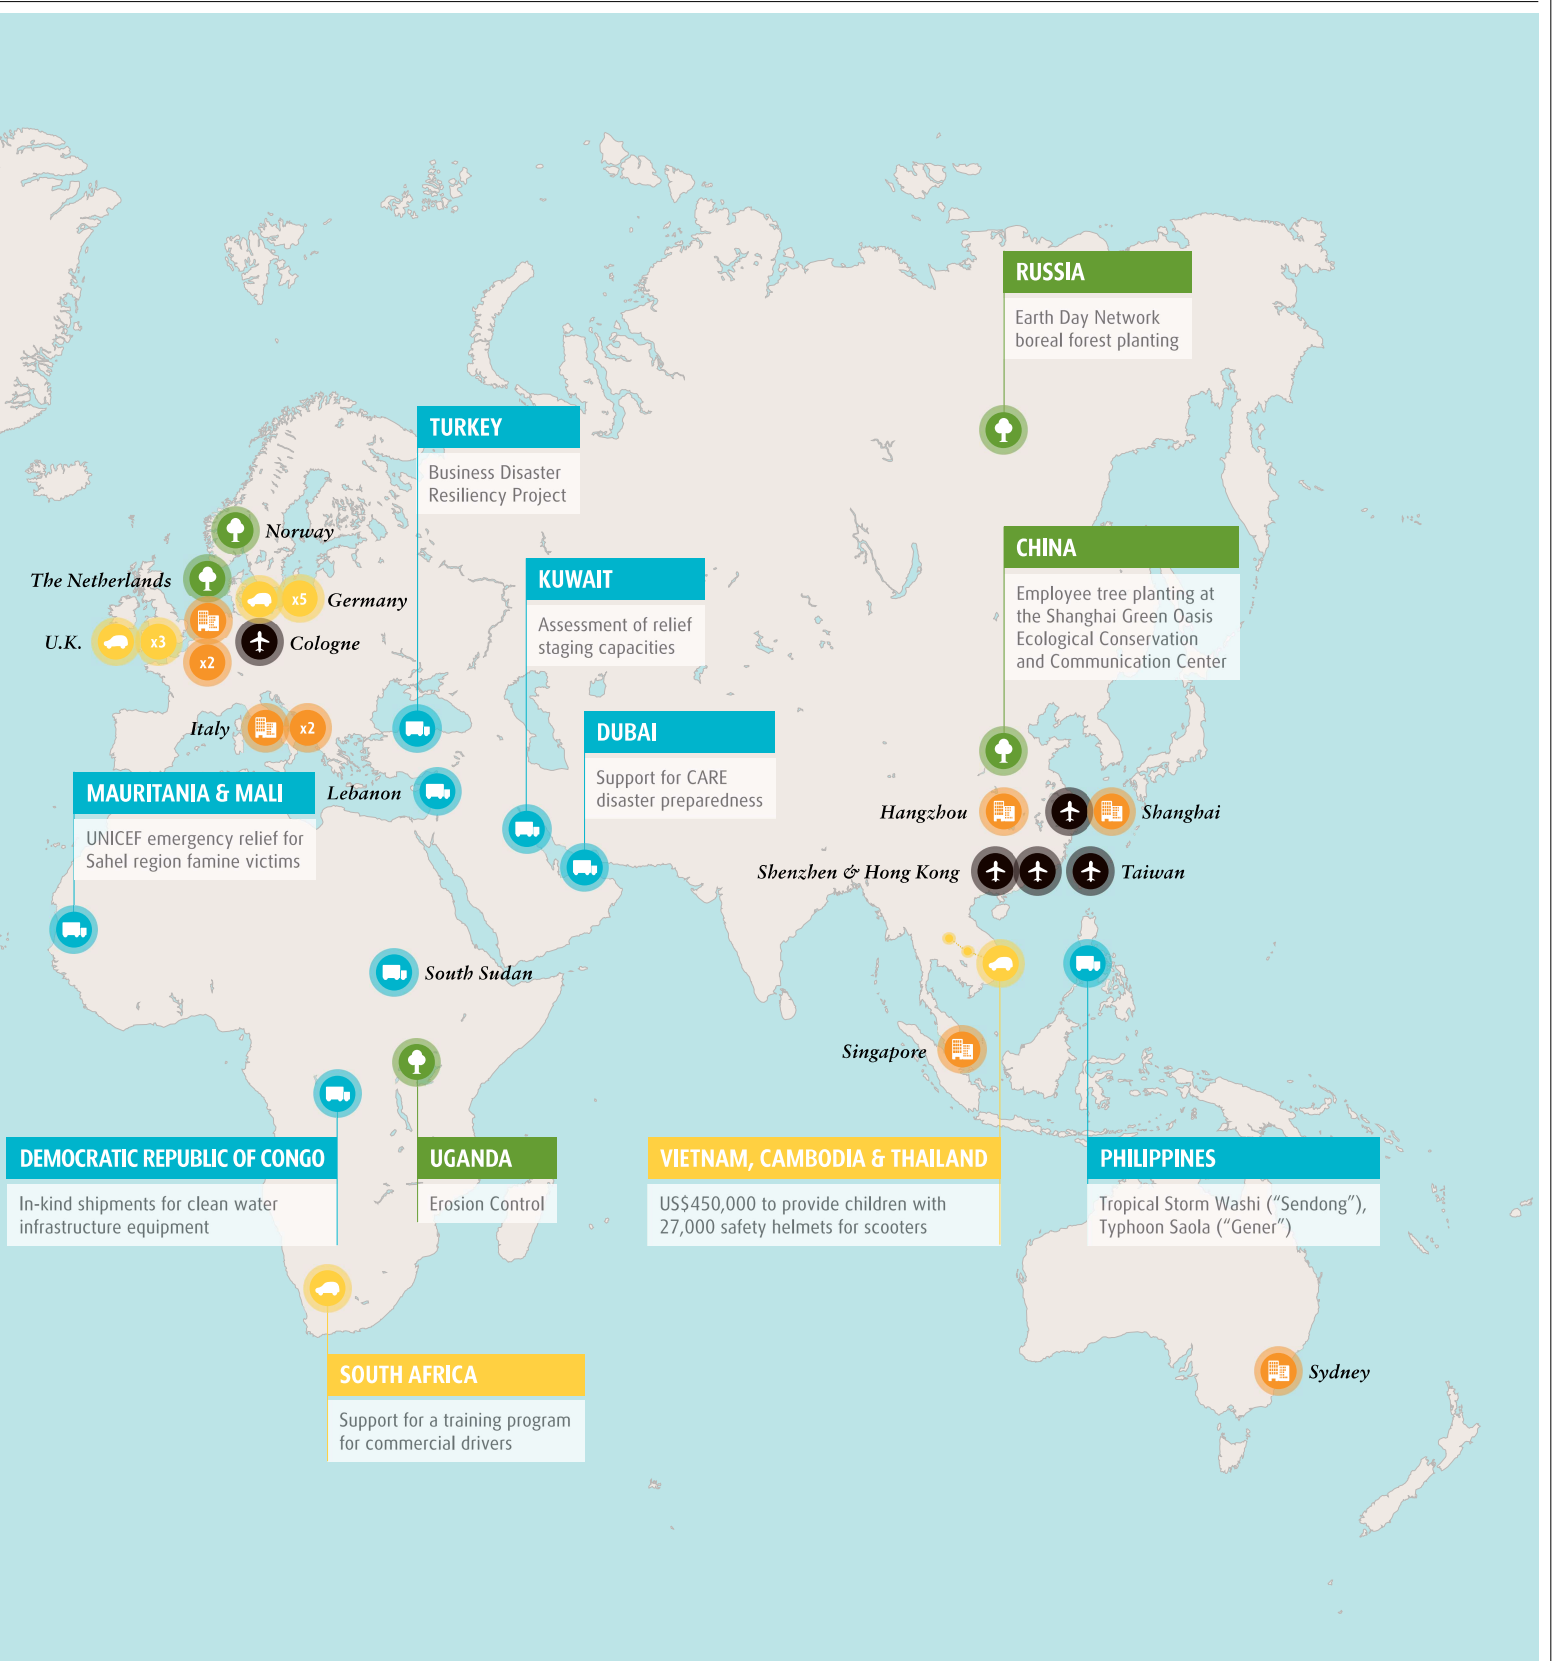 RUSSIA
Earth Day Network
boreal forest planting
TURKEY
Business Disaster
Resiliency Project
Norway
The Netherlands
x5
Germany
U.K.
x3
Cologne
x2
KUWAIT
Assessment of relief
staging capacities
CHINA
Employee tree planting at
the Shanghai Green Oasis
Ecological Conservation
and Communication Center
Italy
x2
DUBAI
Support for CARE
disaster preparedness
MAURITANIA & MALI
UNICEF emergency relief for
Sahel region famine victims
Lebanon
Hangzhou
Shanghai
Shenzhen & Hong Kong
Taiwan
South Sudan
Singapore
DEMOCRATIC REPUBLIC OF CONGO
In-kind shipments for clean water
infrastructure equipment
UGANDA
Erosion Control
VIETNAM, CAMBODIA & THAILAND
US$450,000 to provide children with
27,000 safety helmets for scooters
PHILIPPINES
Tropical Storm Washi (“Sendong”),
Typhoon Saola (“Gener”)
SOUTH AFRICA
Support for a training program
for commercial drivers
Sydney